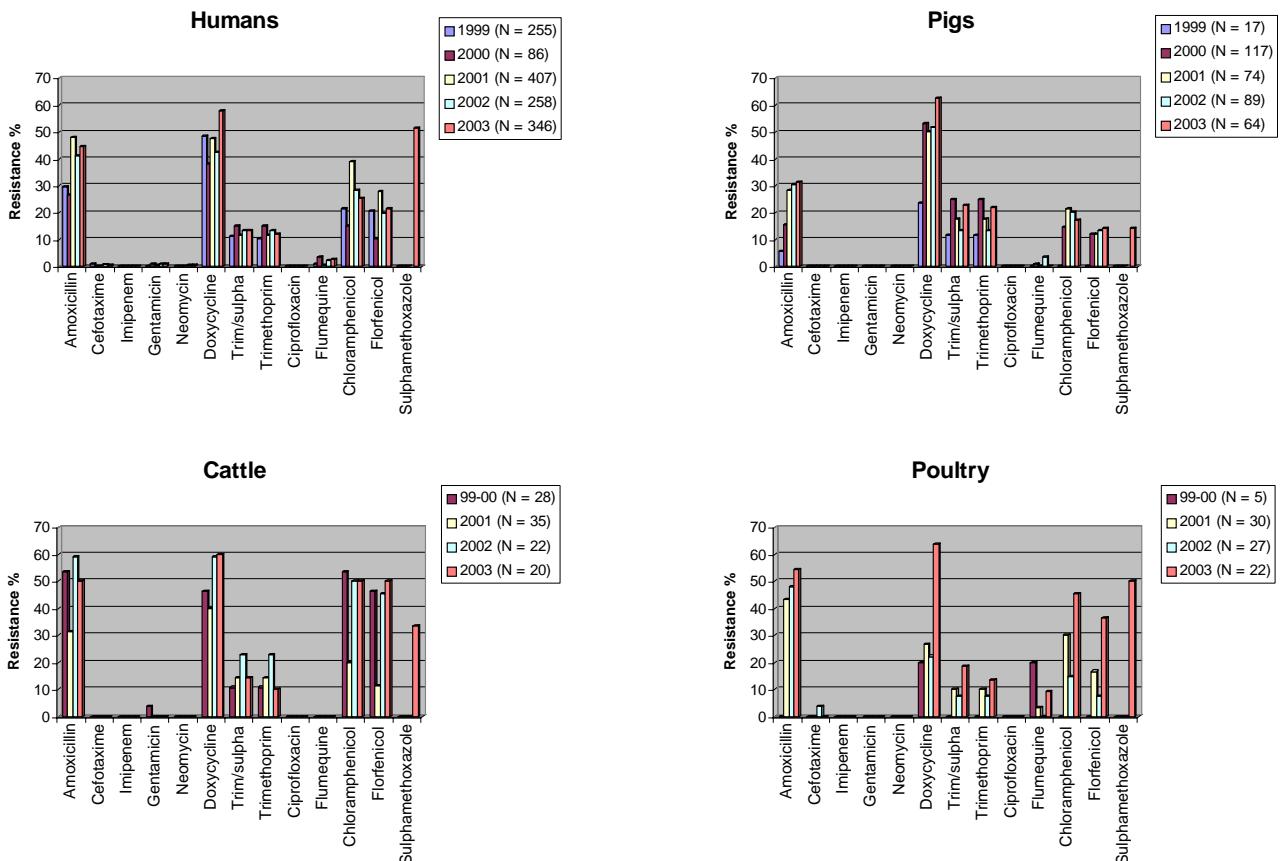 Humans
1999 (N = 255)
2000 (N = 86)
2001 (N = 407)
2002 (N = 258)
2003 (N = 346)
Resistance %
70
60
50
40
30
20
10
0
Amoxicillin
Cefotaxime
Imipenem
Gentamicin
Neomycin
Doxycycline
Trim/sulpha
Trimethoprim
Ciprofloxacin
Flumequine
Chloramphenicol
Florfenicol
Sulphamethoxazole
Pigs
1999 (N = 17)
2000 (N = 117)
2001 (N = 74)
2002 (N = 89)
2003 (N = 64)
Resistance %
70
60
50
40
30
20
10
0
Amoxicillin
Cefotaxime
Imipenem
Gentamicin
Neomycin
Doxycycline
Trim/sulpha
Trimethoprim
Ciprofloxacin
Flumequine
Chloramphenicol
Florfenicol
Sulphamethoxazole
Cattle
99-00 (N = 28)
2001 (N = 35)
2002 (N = 22)
2003 (N = 20)
Resistance %
70
60
50
40
30
20
10
0
Amoxicillin
Cefotaxime
Imipenem
Gentamicin
Neomycin
Doxycycline
Trim/sulpha
Trimethoprim
Ciprofloxacin
Flumequine
Chloramphenicol
Florfenicol
Sulphamethoxazole
Poultry
99-00 (N = 5)
2001 (N = 30)
2002 (N = 27)
2003 (N = 22)
Resistance %
70
60
50
40
30
20
10
0
Amoxicillin
Cefotaxime
Imipenem
Gentamicin
Neomycin
Doxycycline
Trim/sulpha
Trimethoprim
Ciprofloxacin
Flumequine
Chloramphenicol
Florfenicol
Sulphamethoxazole